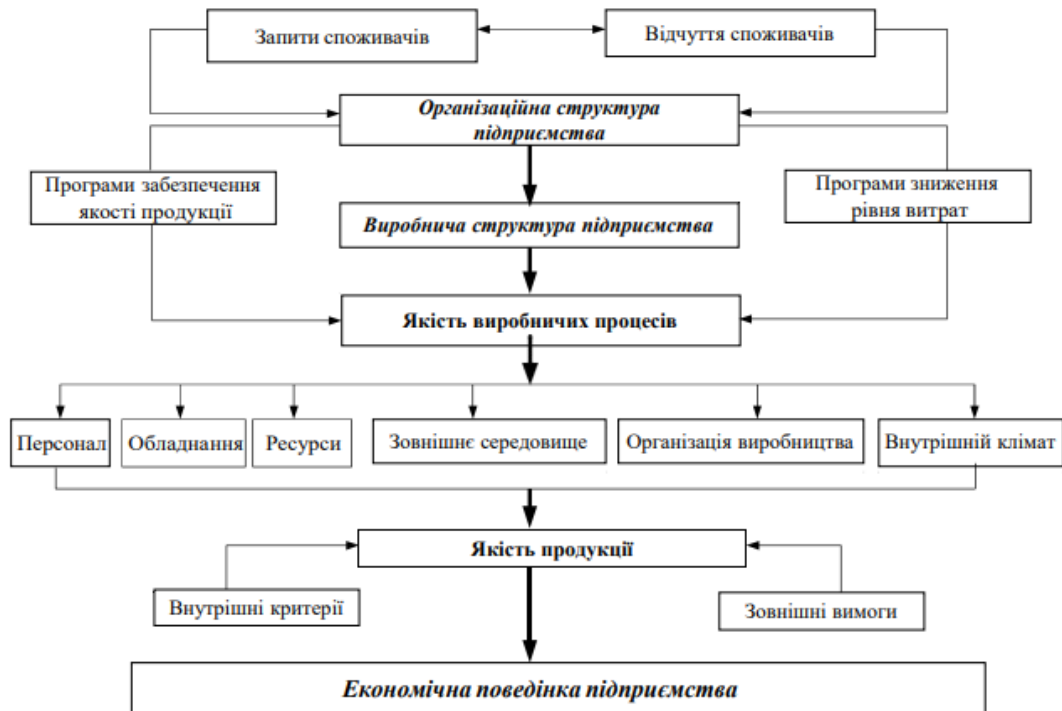 Запити споживачів
Відчуття споживачів
Організаційна структура
підприємства
Програми забезпечення
якості продукції
Програми зниження
рівня витрат
Виробнича структура підприємства
Якість виробничих процесів
Персонал
Обладнання
Ресурси
Зовнішнє середовище
Організація виробництва
Внутрішній клімат
Якість продукції
Внутрішні критерії
Зовнішні вимоги
Економічна поведінка підприємства